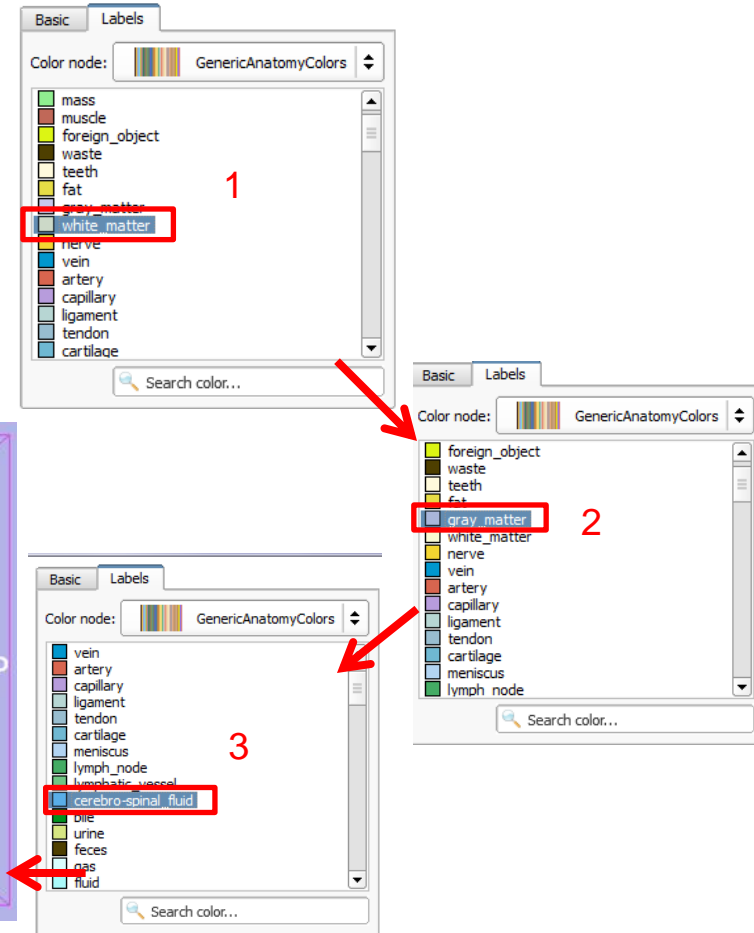 Basic Labels
Color node: GenericAnatomyColors
mass
muscle
foreign_object
waste
teeth
fat
gray_matter
white_matter
nerve
vein
artery
capillary
ligament
tendon
cartilage
Search color...
1
Basic Labels
Color node: GenericAnatomyColors
foreign_object
waste
teeth
fat
gray_matter
white_matter
nerve
vein
artery
capillary
ligament
tendon
cartilage
meniscus
lymph_node
Search color...
2
Basic Labels
Color node: GenericAnatomyColors
vein
artery
capillary
ligament
tendon
cartilage
meniscus
lymph_node
lymphatic_vessel
cerebro-spinal_fluid
bile
urine
feces
gas
fluid
Search color...
3